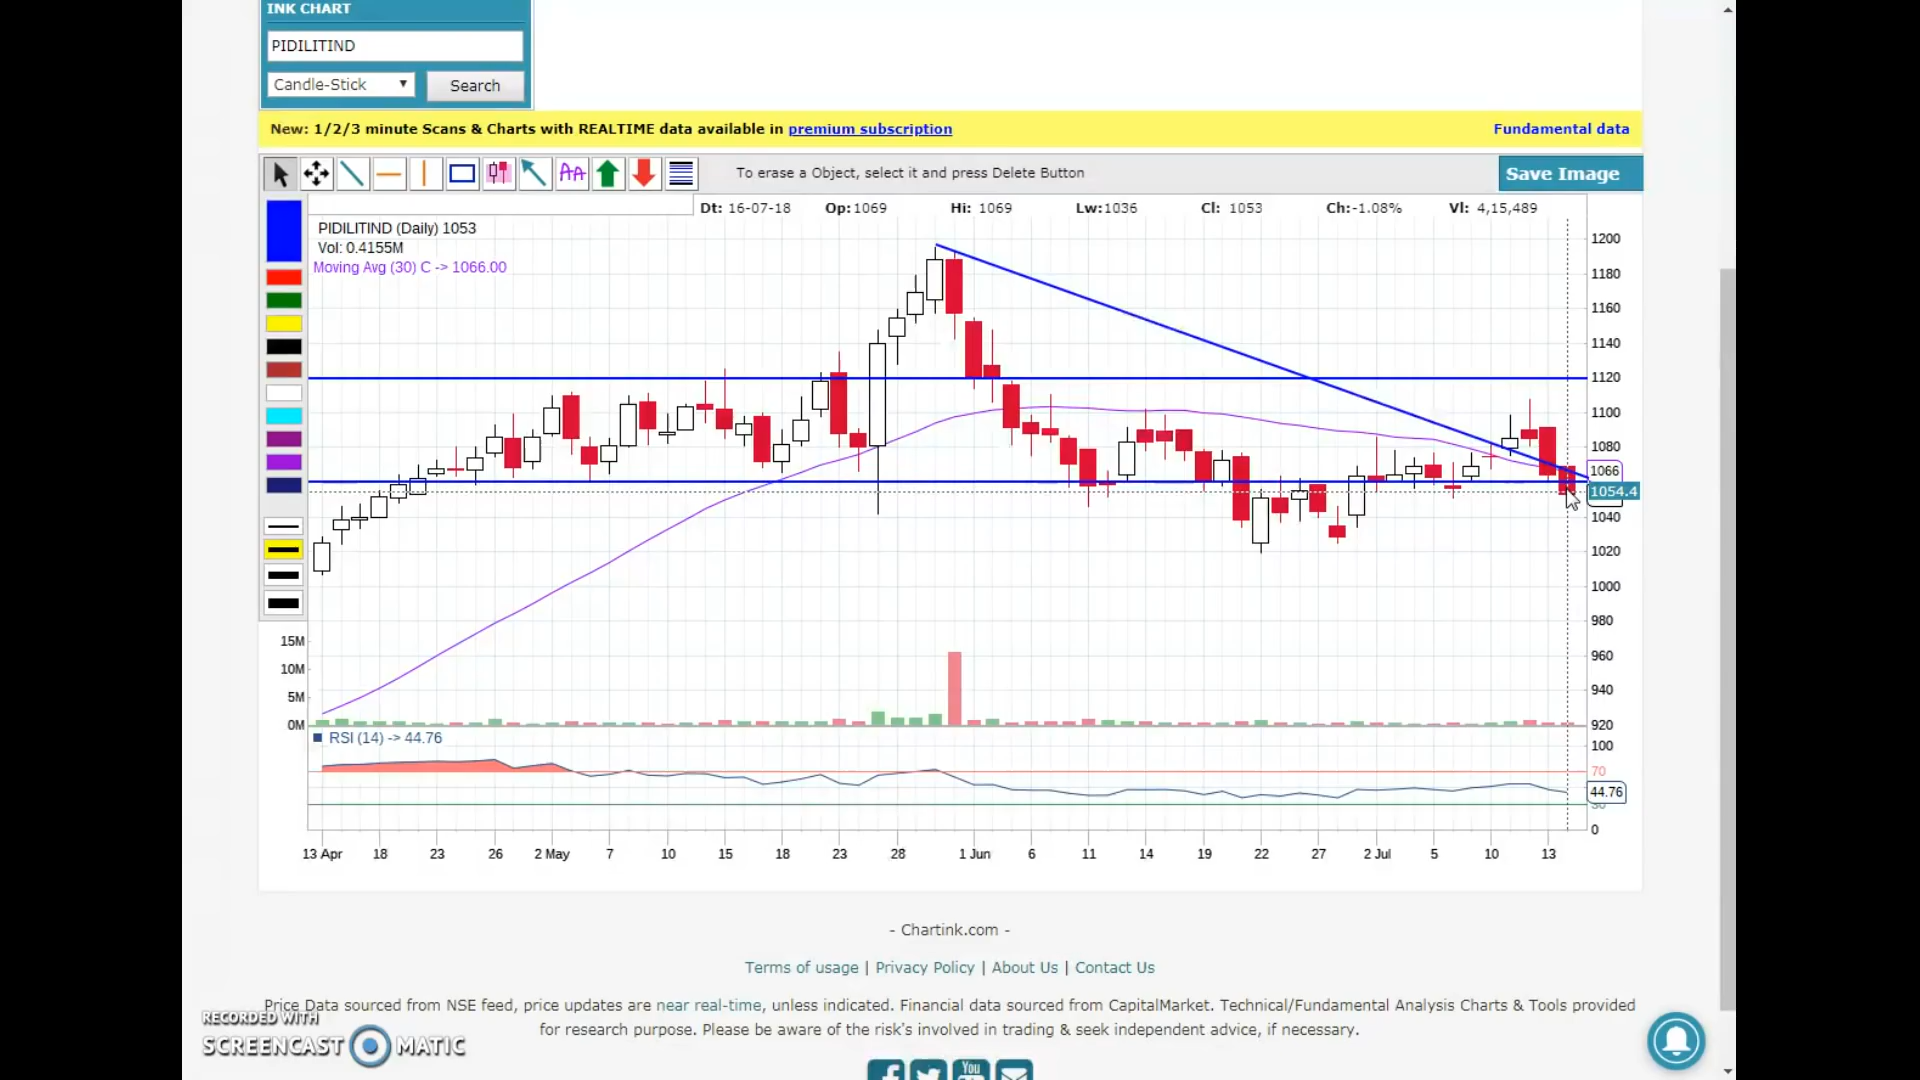 INK CHART
PIDILITIND
Candle-Stick ▼ Search
New: 1/2/3 minute Scans & Charts with REALTIME data available in premium subscription Fundamental data
AA To erase a Object, select it and press Delete Button Save Image
Dt: 16-07-18 Op:1069 Hi: 1069 Lw:1036 Cl: 1053 Ch:-1.08% Vl: 4,15,489
PIDILITIND (Daily) 1053
Vol: 0.4155M
Moving Avg (30) C -> 1066.00
1200
1180
1160
1140
1120
1100
1080
1066
1054.4
1040
1020
1000
980
960
940
920
15M
10M
5M
0M
RSI (14) -> 44.76
100
70
44.76
0
13 Apr 18 23 26 2 May 7 10 15 18 23 28 1 Jun 6 11 14 19 22 27 2 Jul 5 10 13
- Chartink.com -
Terms of usage | Privacy Policy | About Us | Contact Us
Price Data sourced from NSE feed, price updates are near real-time, unless indicated. Financial data sourced from CapitalMarket. Technical/Fundamental Analysis Charts & Tools provided
for research purpose. Please be aware of the risk's involved in trading & seek independent advice, if necessary.
RECORDED WITH
SCREENCAST MATIC
You